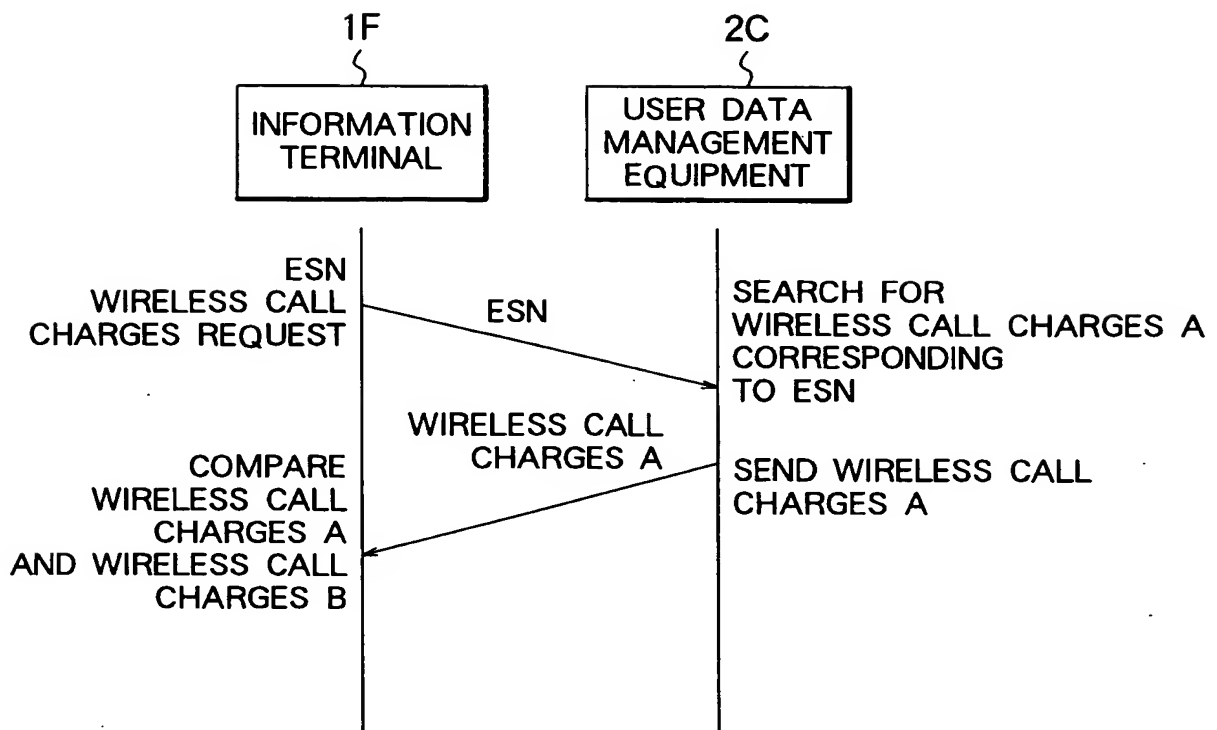 1F
2C
INFORMATION
TERMINAL
USER DATA
MANAGEMENT
EQUIPMENT
ESN
WIRELESS CALL
CHARGES REQUEST
ESN
SEARCH FOR
WIRELESS CALL CHARGES A
CORRESPONDING
TO ESN
WIRELESS CALL
CHARGES A
SEND WIRELESS CALL
CHARGES A
COMPARE
WIRELESS CALL
CHARGES A
AND WIRELESS CALL
CHARGES B